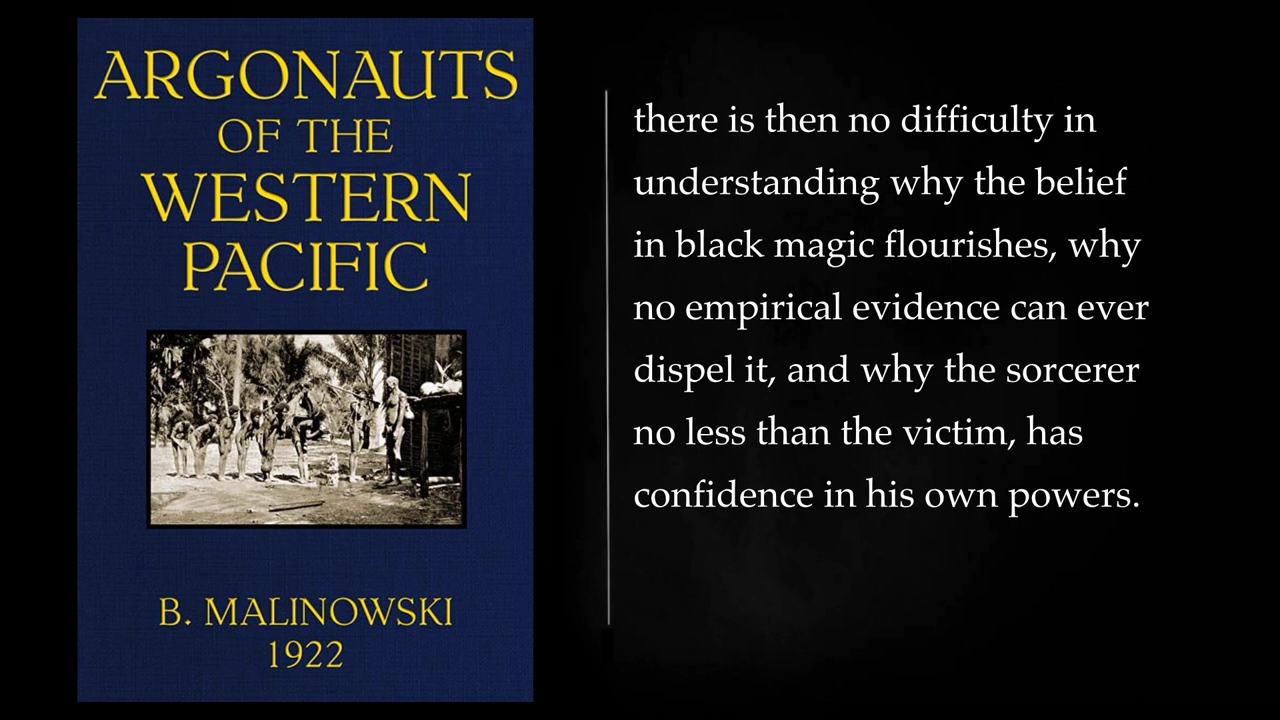 ARGONAUTS
OF THE
WESTERN
PACIFIC
B. MALINOWSKI
1922
there is then no difficulty in
understanding why the belief
in black magic flourishes, why
no empirical evidence can ever
dispel it, and why the sorcerer
no less than the victim, has
confidence in his own powers.